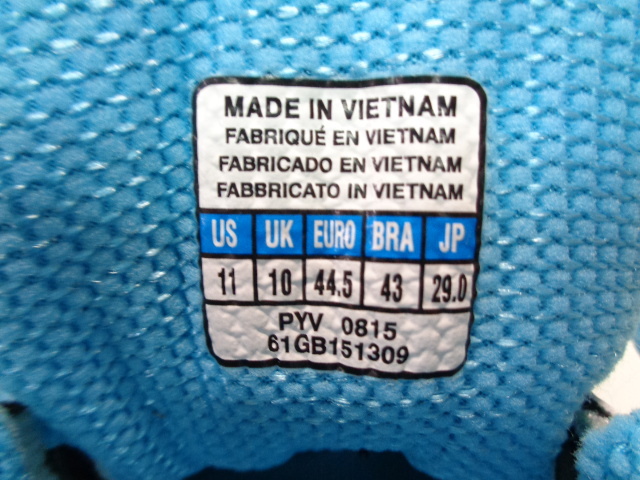 MADE IN VIETNAM
FABRIQUÉ EN VIETNAM
FABRICADO EN VIETNAM
FABBRICATO IN VIETNAM
US UK EURO BRA JP
11 10 44.5 43 29.0
PYV 0815
61GB151309